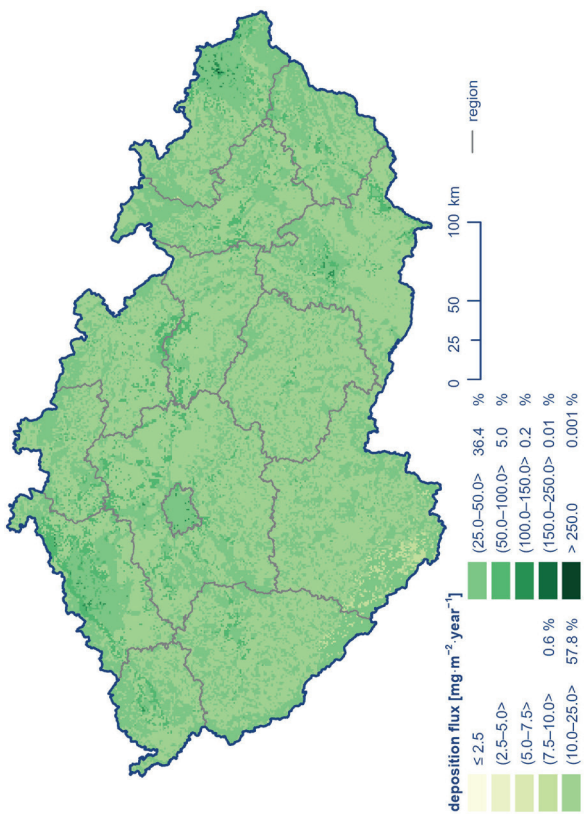 deposition flux [mg·m−2·year−1]
≤ 2.5
(2.5–5.0>
(5.0–7.5>
(7.5–10.0> 0.6 %
(10.0–25.0> 57.8 %
(25.0–50.0> 36.4 %
(50.0–100.0> 5.0 %
(100.0–150.0> 0.2 %
(150.0–250.0> 0.01 %
> 250.0 0.001 %
0 25 50 100 km
region